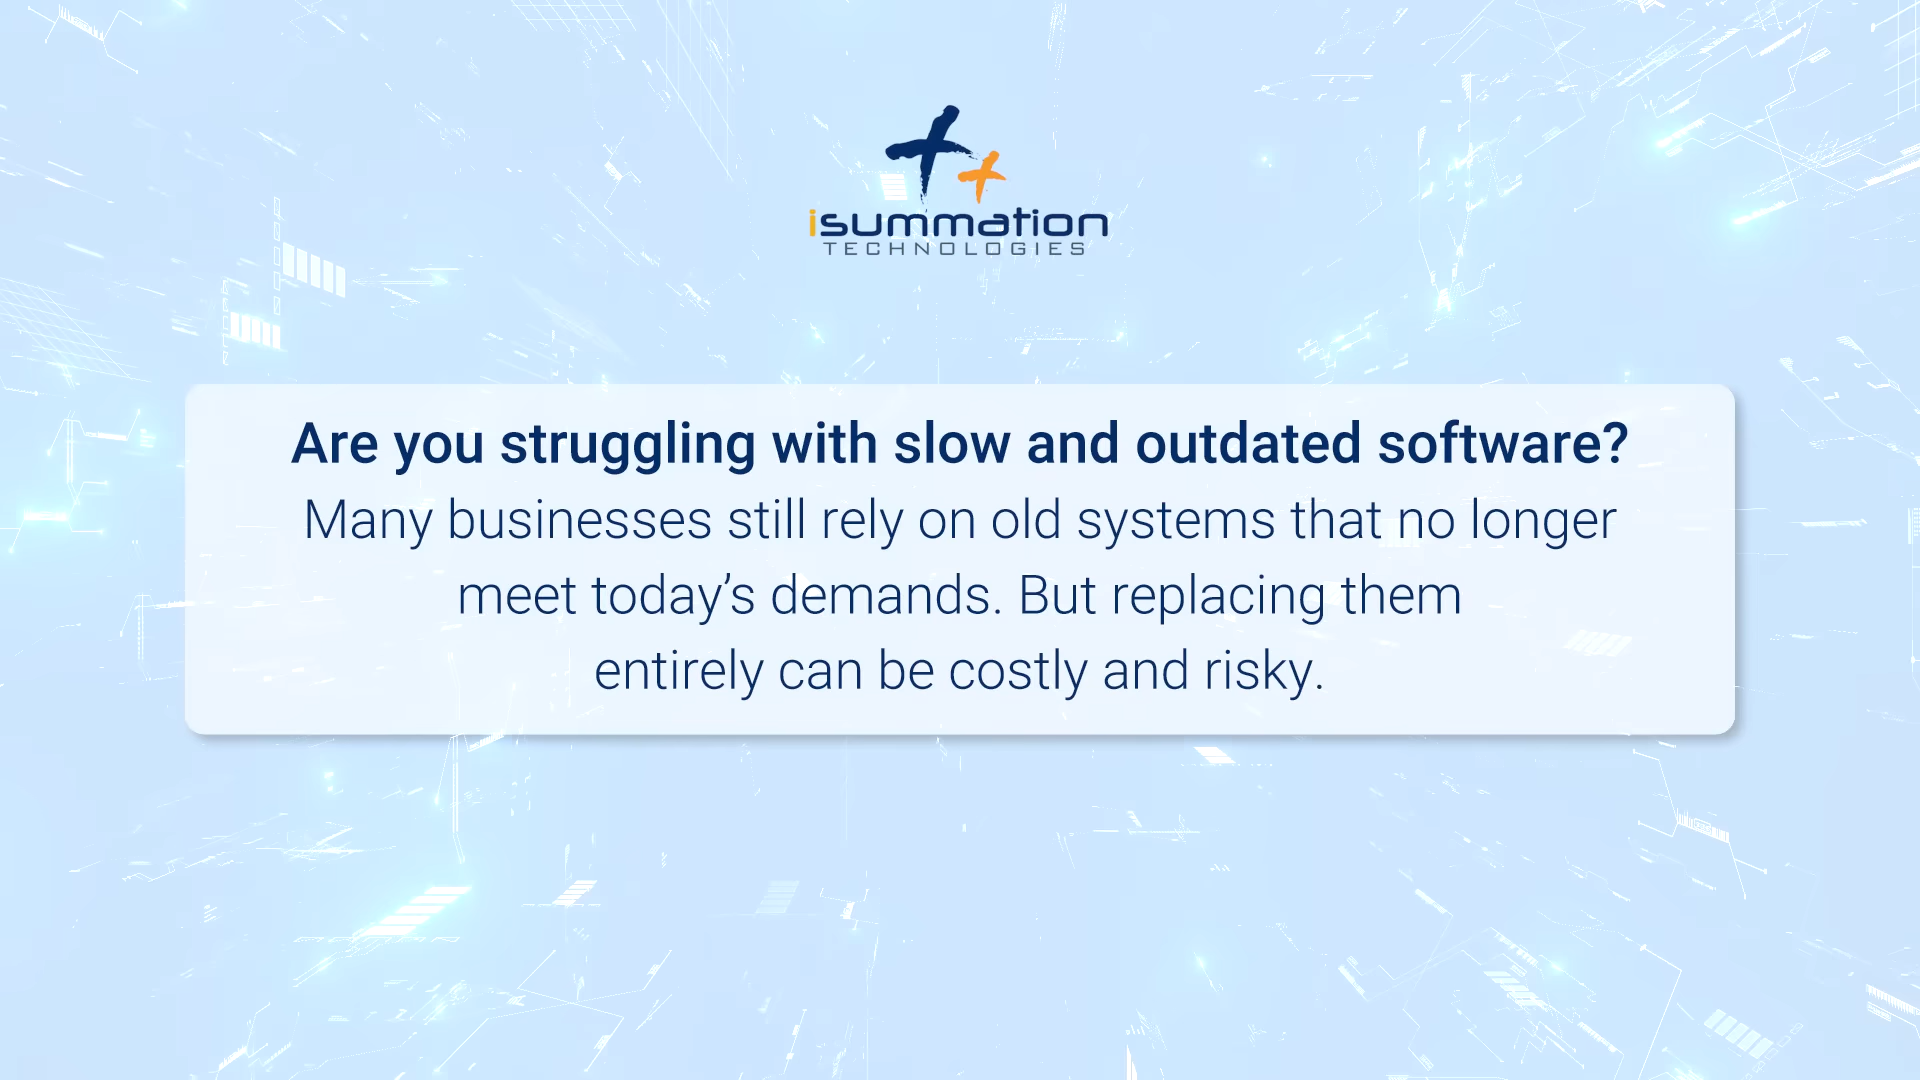 isummation
TECHNOLOGIES
Are you struggling with slow and outdated software?
Many businesses still rely on old systems that no longer
meet today’s demands. But replacing them
entirely can be costly and risky.